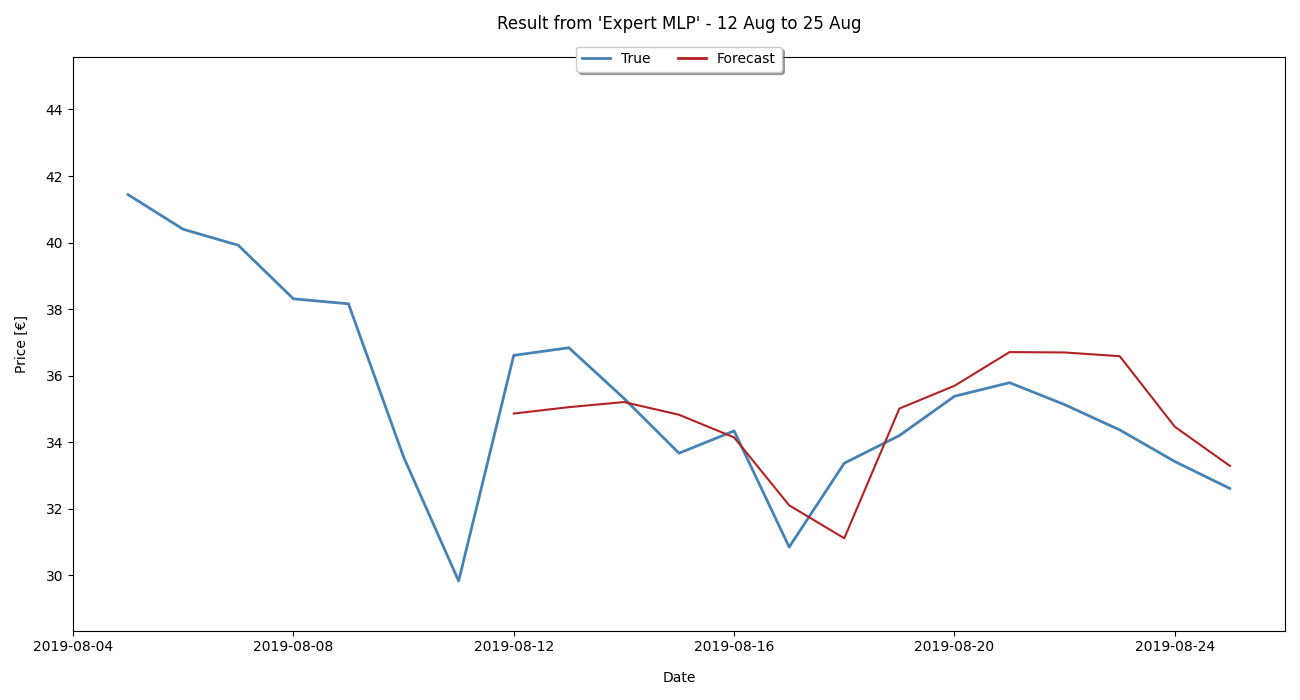 Result from 'Expert MLP' - 12 Aug to 25 Aug
True Forecast
44
42
40
38
36
34
32
30
Price [€]
2019-08-04 2019-08-08 2019-08-12 2019-08-16 2019-08-20 2019-08-24
Date